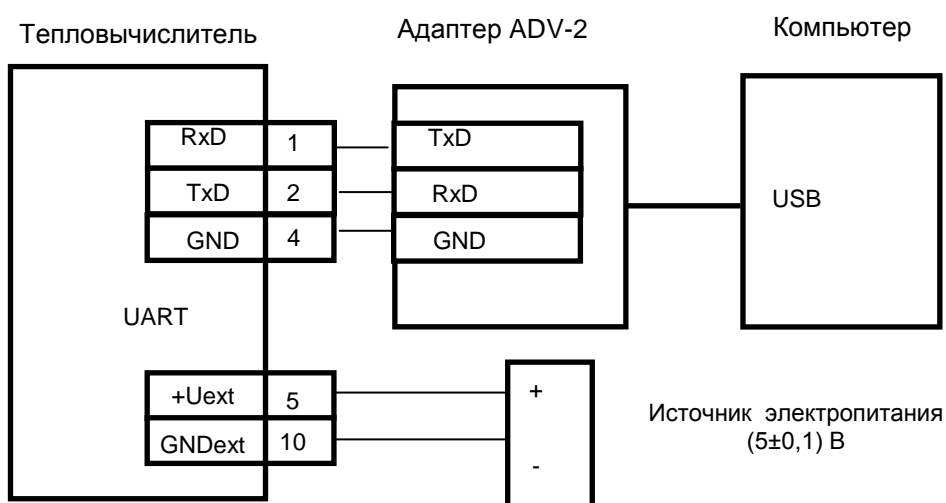 Тепловычислитель
Адаптер ADV-2
Компьютер
RxD 1
TxD
TxD 2
RxD
USB
GND 4
GND
UART
+Uext 5
+
GNDext 10
-
Источник электропитания
(5±0,1) В